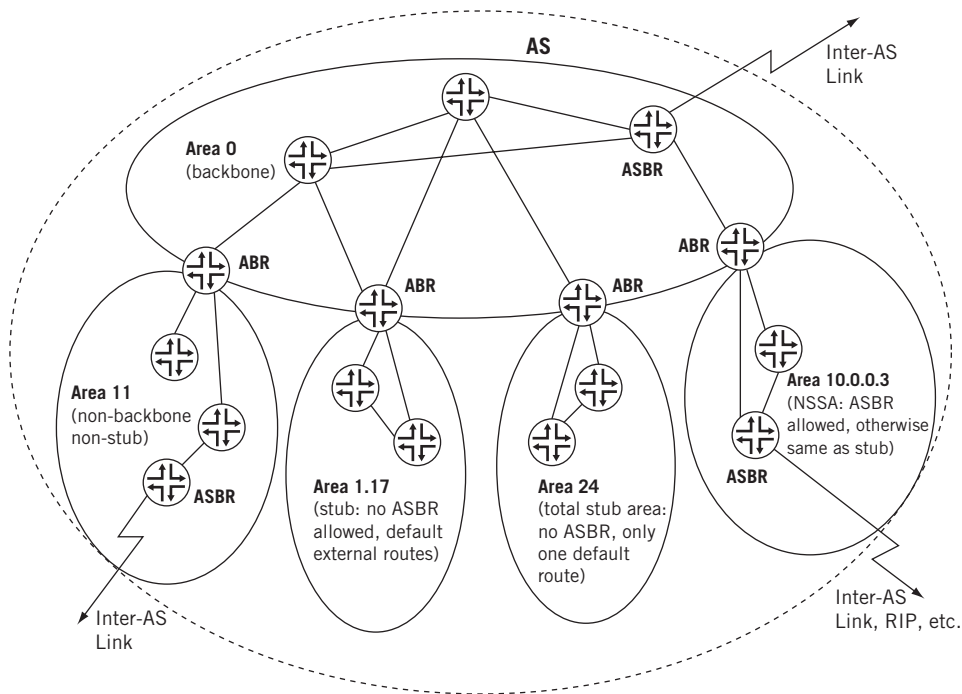 AS
Inter-AS
Link
Area 0
(backbone)
ASBR
ABR
ABR
ABR
ABR
Area 11
(non-backbone
non-stub)
ASBR
Area 1.17
(stub: no ASBR
allowed, default
external routes)
Area 24
(total stub area:
no ASBR, only
one default
route)
Area 10.0.0.3
(NSSA: ASBR
allowed, otherwise
same as stub)
ASBR
Inter-AS
Link
Inter-AS
Link, RIP, etc.